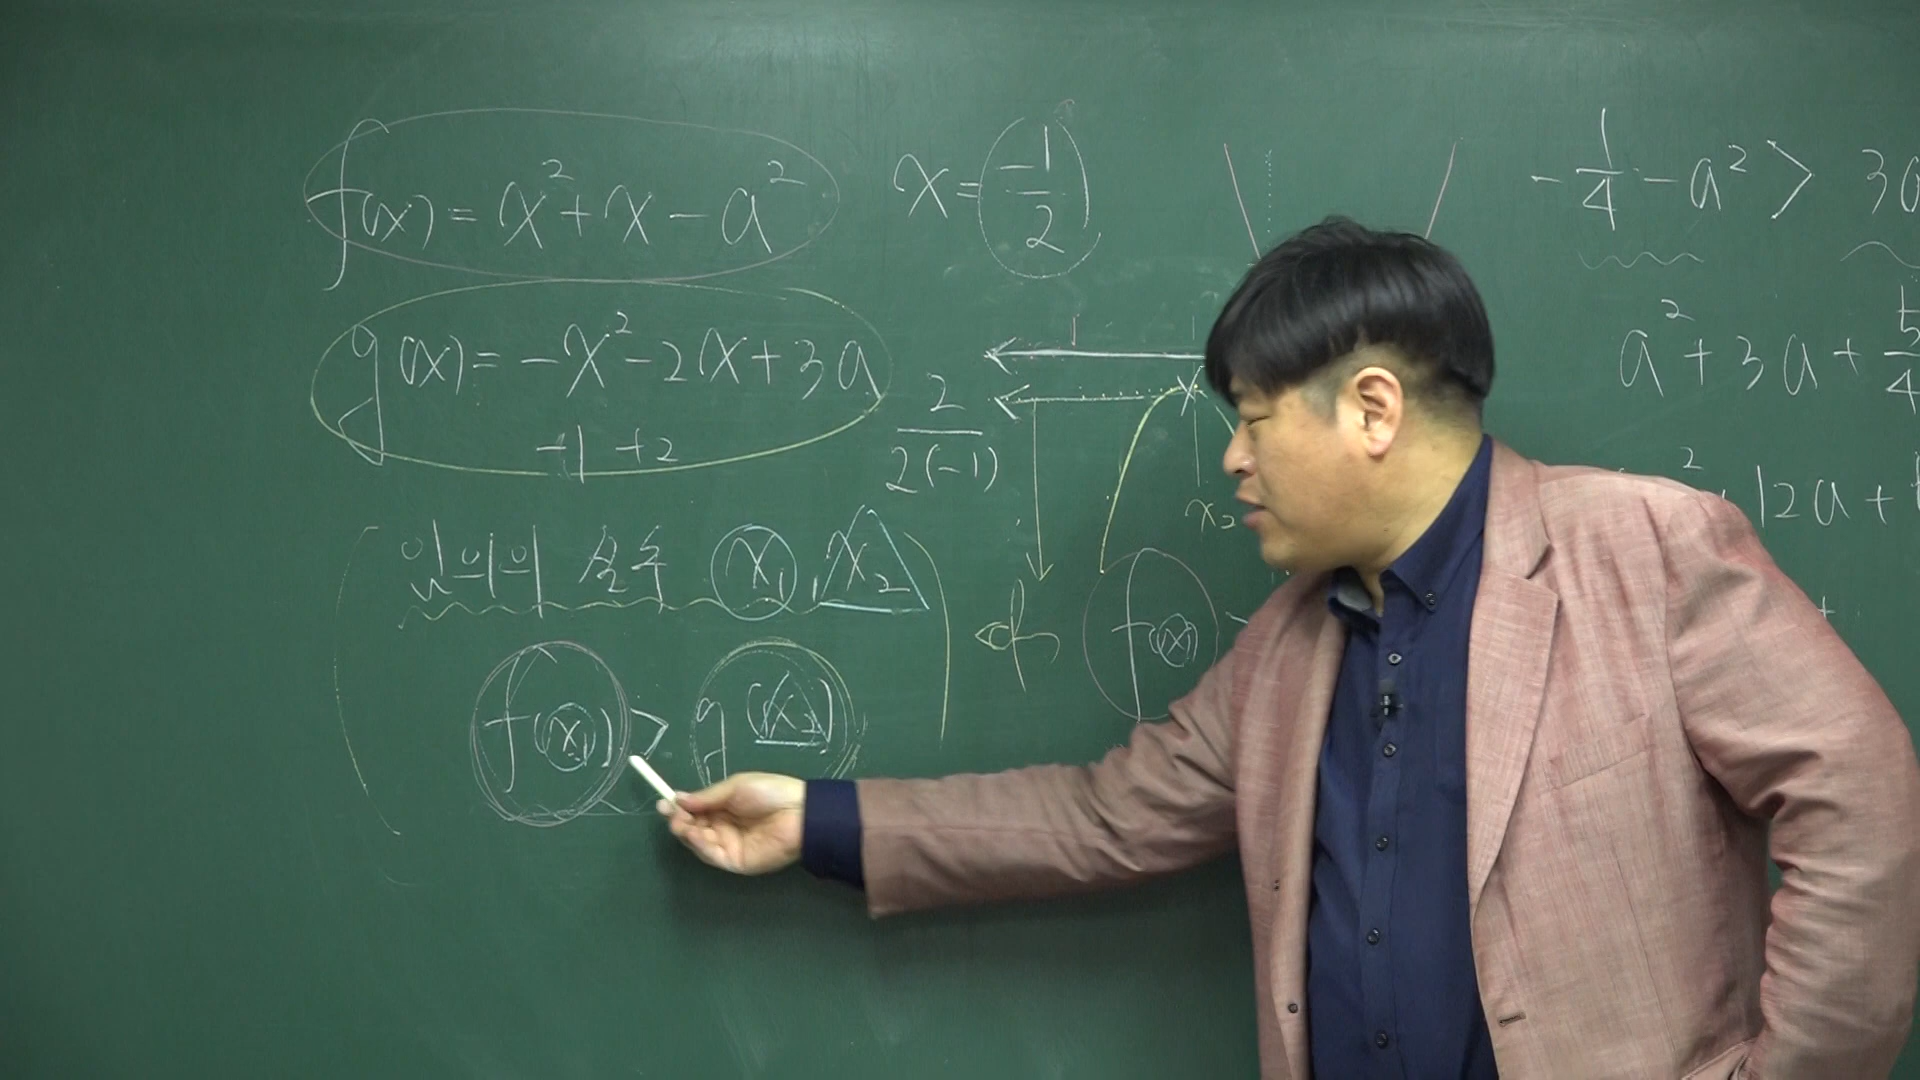 f(x) = x² + x - a²
x = -1/2
g(x) = -x² - 2x + 3a
-1 +2
2/2(-1)
임의의 실수 x₁, x₂
f(x₁) > g(x₂)
x₂
f(x)
-1/4 - a² > 3a
a² + 3a + 5/4
12a +